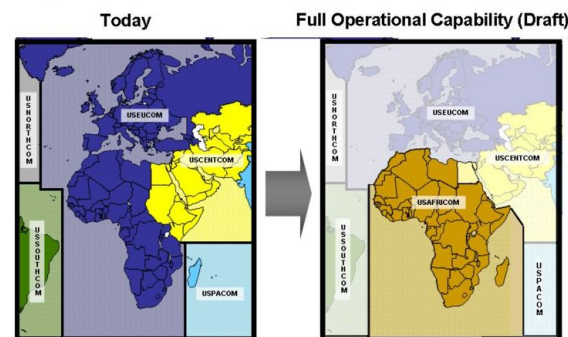 Today
Full Operational Capability (Draft)
USNORTHCOM
USEUCOM
USCENTCOM
USSOUTHCOM
USPACOM
USNORTHCOM
USEUCOM
USCENTCOM
USAFRICOM
USSOUTHCOM
USPACOM